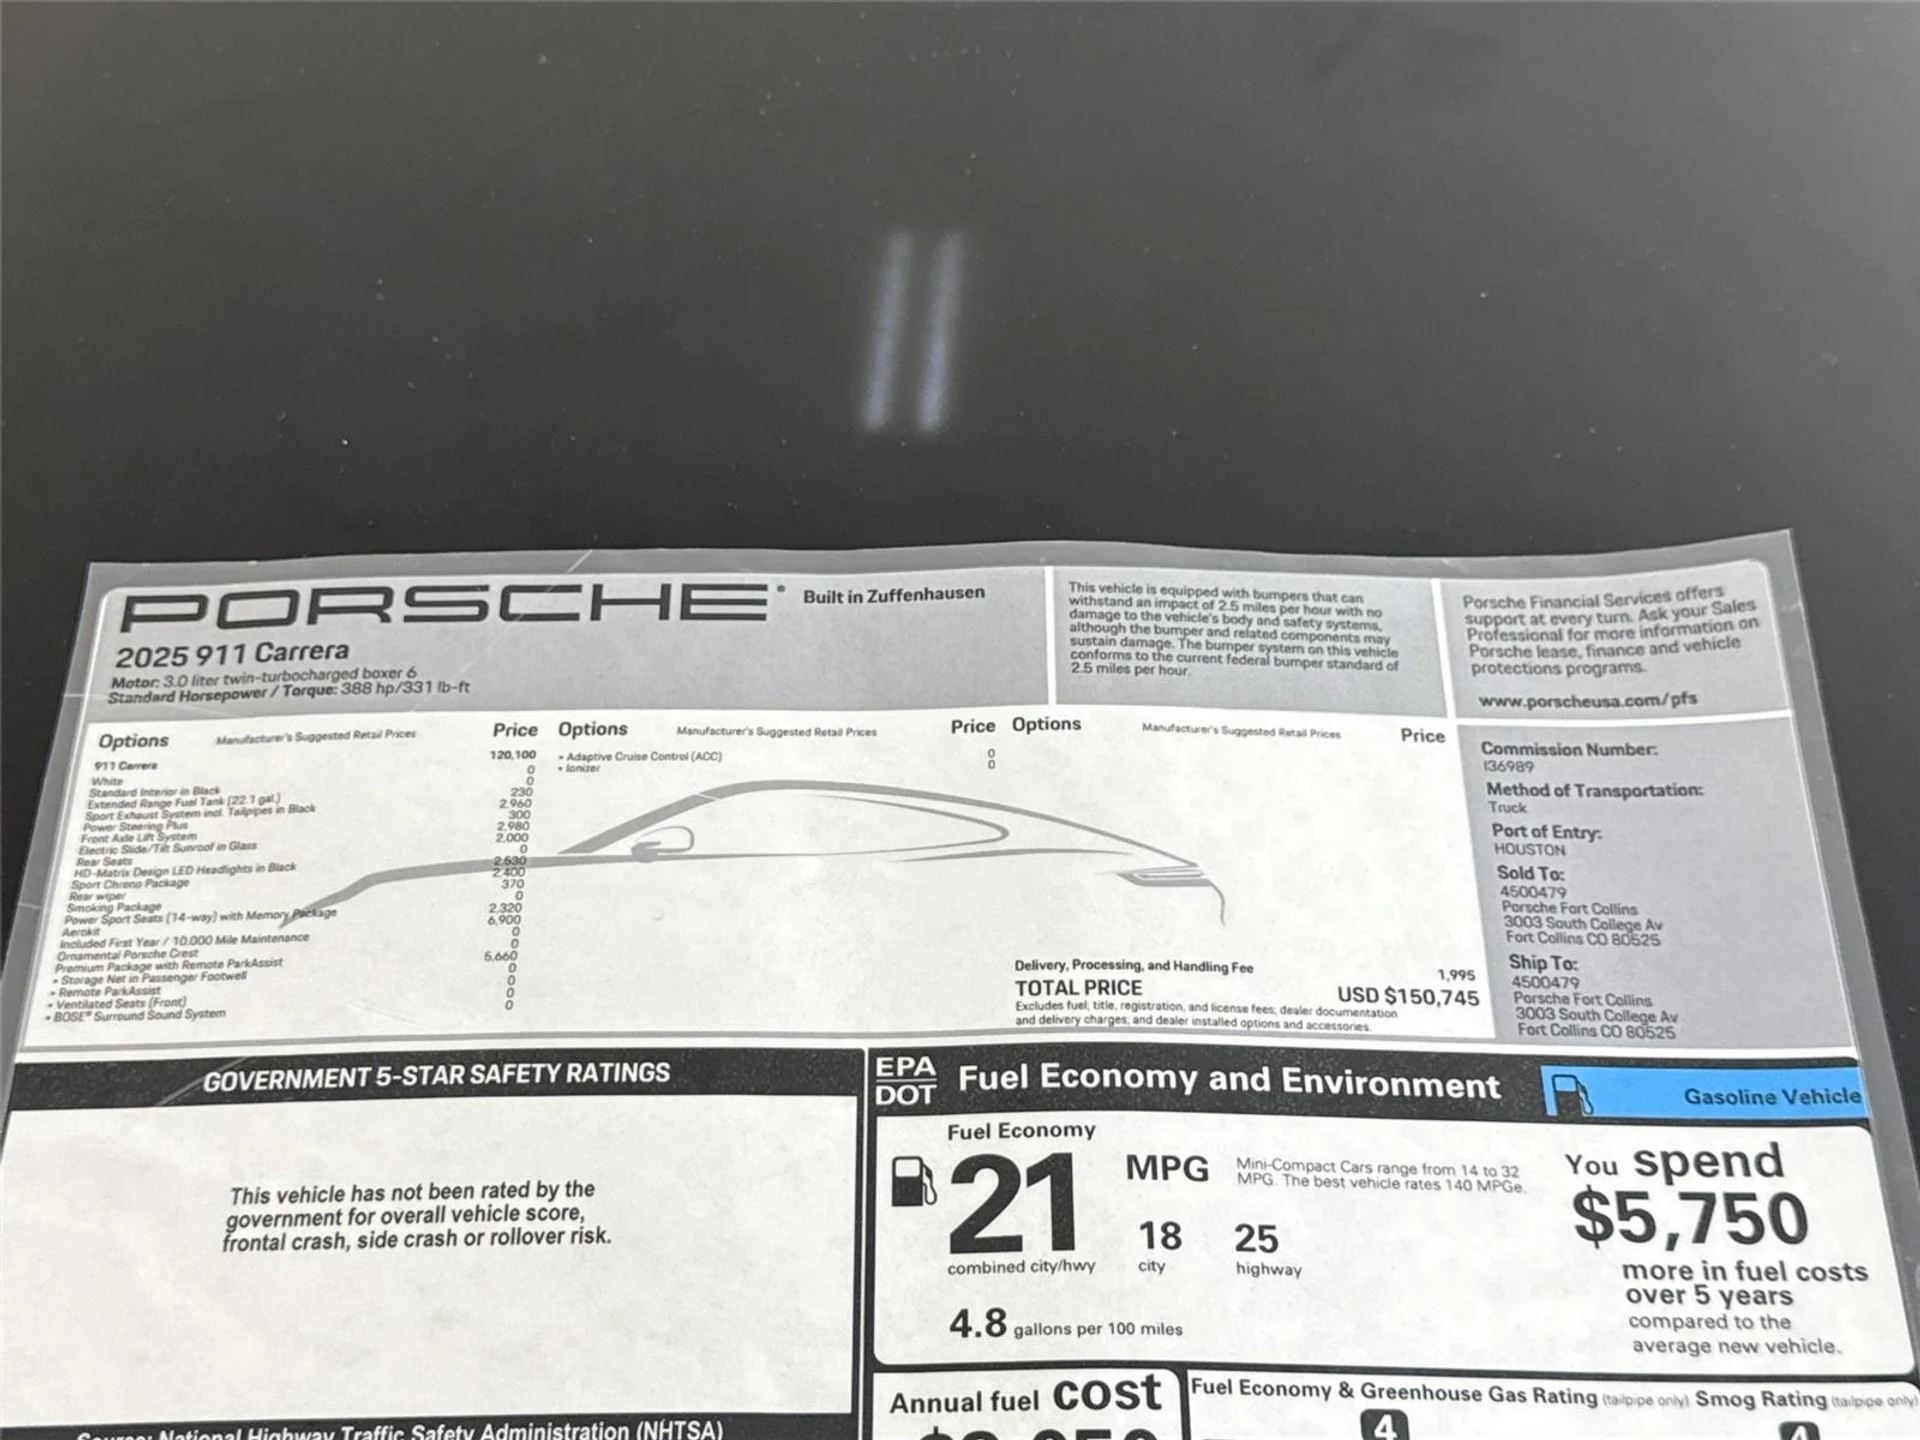 PORSCHE
Built in Zuffenhausen
2025 911 Carrera
Motor: 3.0 liter twin-turbocharged boxer 6
Standard Horsepower / Torque: 388 hp/331 lb-ft
This vehicle is equipped with bumpers that can
withstand an impact of 2.5 miles per hour with no
damage to the vehicle's body and safety systems,
although the bumper and related components may
sustain damage. The bumper system on this vehicle
conforms to the current federal bumper standard of
2.5 miles per hour.
Porsche Financial Services offers
support at every turn. Ask your Sales
Professional for more information on
Porsche lease, finance and vehicle
protections programs.
www.porscheusa.com/pfs
Options Manufacturer's Suggested Retail Prices Price
911 Carrera 120,100
White 0
Standard Interior in Black 0
Extended Range Fuel Tank (22.1 gal.) 230
Sport Exhaust System incl. Tailpipes in Black 2,960
Power Steering Plus 300
Front Axle Lift System 2,980
Electric Slide/Tilt Sunroof in Glass 2,000
Rear Seats 0
HD-Matrix Design LED Headlights in Black 2,530
Sport Chrono Package 2,400
Rear wiper 370
Smoking Package 0
Power Sport Seats (14-way) with Memory Package 2,320
Aerokit 6,900
Included First Year / 10,000 Mile Maintenance 0
Ornamental Porsche Crest 0
Premium Package with Remote ParkAssist 5,660
• Storage Net in Passenger Footwell 0
• Remote ParkAssist 0
• Ventilated Seats (Front) 0
• BOSE® Surround Sound System 0
Options Manufacturer's Suggested Retail Prices Price
• Adaptive Cruise Control (ACC) 0
• Ionizer 0
Options Manufacturer's Suggested Retail Prices Price
Delivery, Processing, and Handling Fee 1,995
TOTAL PRICE USD $150,745
Excludes fuel; title, registration, and license fees; dealer documentation
and delivery charges; and dealer installed options and accessories.
Commission Number:
136989
Method of Transportation:
Truck
Port of Entry:
HOUSTON
Sold To:
4500479
Porsche Fort Collins
3003 South College Av
Fort Collins CO 80525
Ship To:
4500479
Porsche Fort Collins
3003 South College Av
Fort Collins CO 80525
GOVERNMENT 5-STAR SAFETY RATINGS
This vehicle has not been rated by the
government for overall vehicle score,
frontal crash, side crash or rollover risk.
Source: National Highway Traffic Safety Administration (NHTSA)
EPA
DOT
Fuel Economy and Environment
Gasoline Vehicle
Fuel Economy
21 MPG
combined city/hwy
18
city
25
highway
4.8 gallons per 100 miles
Mini-Compact Cars range from 14 to 32
MPG. The best vehicle rates 140 MPGe.
You spend
$5,750
more in fuel costs
over 5 years
compared to the
average new vehicle.
Annual fuel cost
Fuel Economy & Greenhouse Gas Rating (tailpipe only)
4
Smog Rating (tailpipe only)
4